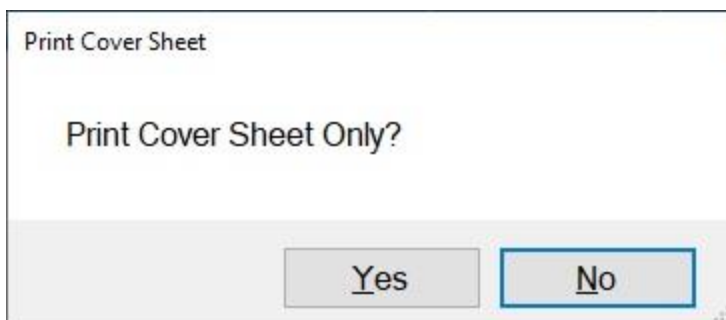 Print Cover Sheet
Print Cover Sheet Only?
Yes No